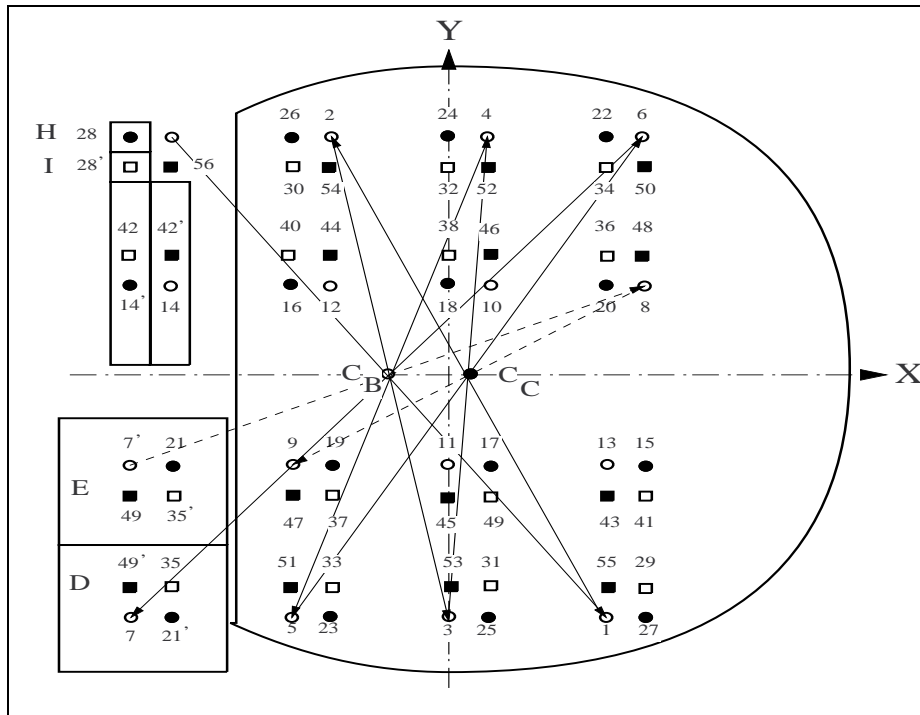 Y
26 2 24 4 22 6
H 28
I 28' 56
30 54 32 52 34 50
42 42' 40 44 38 46 36 48
14' 14 16 12 18 10 20 8
C B C C X
7' 21 9 19 11 17 13 15
E
49 35' 47 37 45 49 43 41
49' 35 51 33 53 31 55 29
D
7 21' 5 23 3 25 1 27